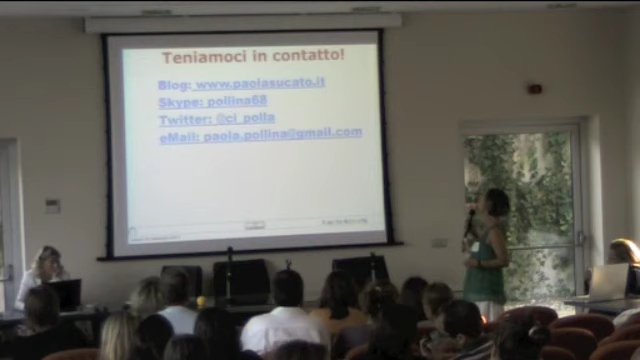 Teniamoci in contatto!
Blog: www.paolasucato.it
Skype: pollina68
Twitter: @ci_polla
eMail: paola.pollina@gmail.com